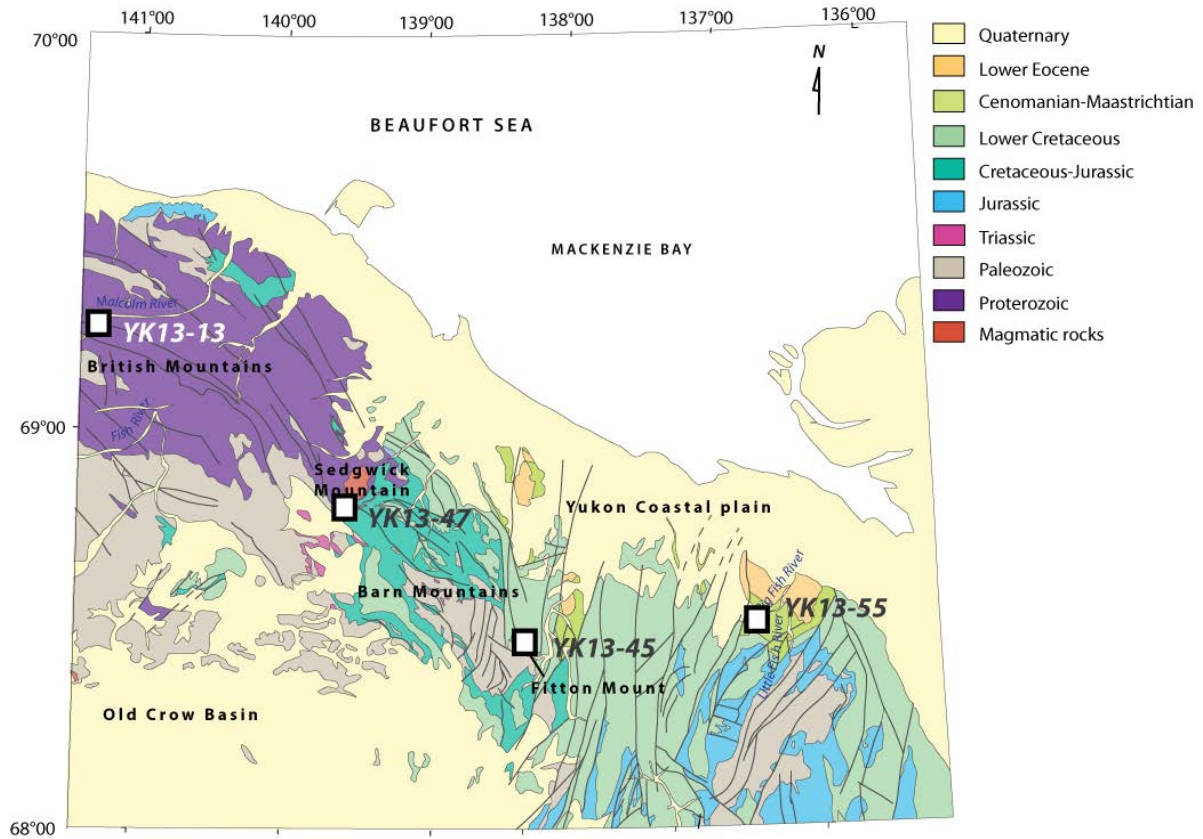 141°00
140°00
139°00
138°00
137°00
136°00
70°00
69°00
68°00
N
BEAUFORT SEA
MACKENZIE BAY
Malcolm River
YK13-13
British Mountains
Fish River
Sedgwick
Mountain
YK13-47
Yukon Coastal plain
Barn Mountains
Fish River
YK13-55
YK13-45
Little Fish River
Fitton Mount
Old Crow Basin
Quaternary
Lower Eocene
Cenomanian-Maastrichtian
Lower Cretaceous
Cretaceous-Jurassic
Jurassic
Triassic
Paleozoic
Proterozoic
Magmatic rocks